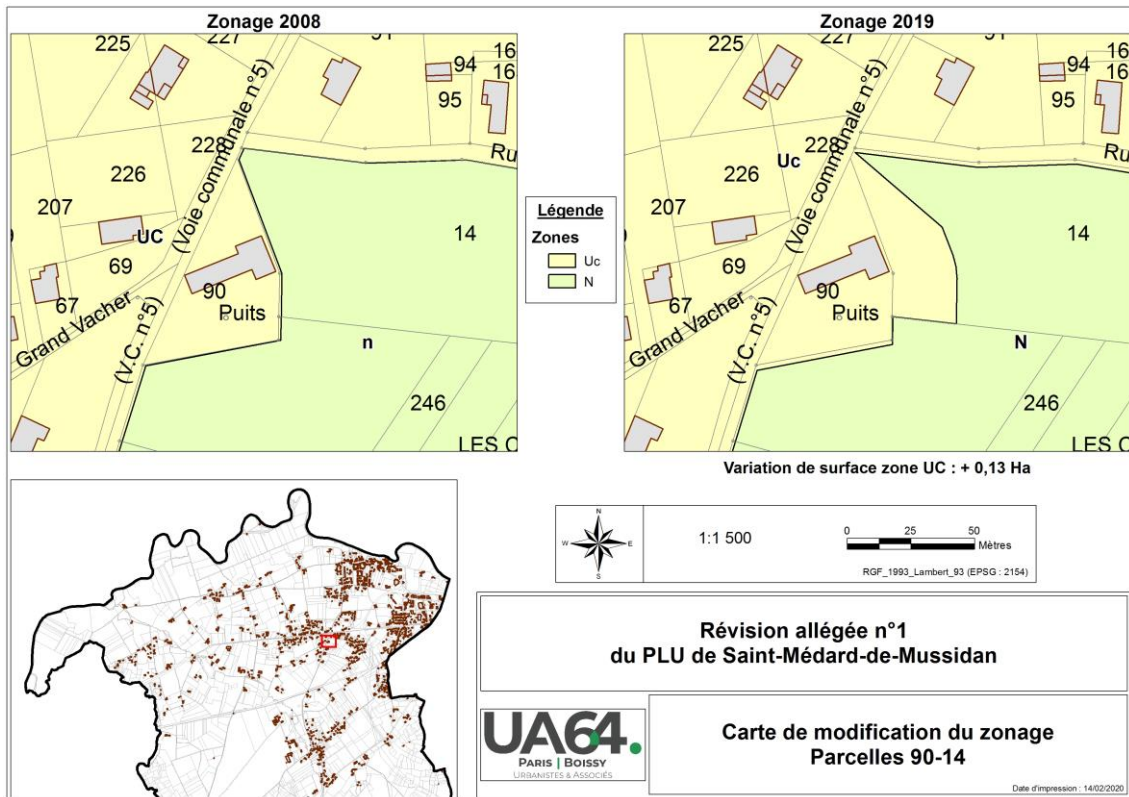 Zonage 2008
225
227
91
94
16
16
95
228
Ru
226
(Voie communale n°5)
207
UC
14
69
67
90
Puits
Grand Vacher
(V.C. n°5)
n
246
LES C
Légende
Zones
Uc
N
Zonage 2019
225
227
91
94
16
16
95
228
Ru
Uc
226
(Voie communale n°5)
207
14
69
67
90
Puits
Grand Vacher
(V.C. n°5)
N
246
LES C
Variation de surface zone UC : + 0,13 Ha
N
W
E
S
1:1 500
0 25 50
Mètres
RGF_1993_Lambert_93 (EPSG : 2154)
Révision allégée n°1
du PLU de Saint-Médard-de-Mussidan
UA64.
PARIS | BOISSY
URBANISTES & ASSOCIÉS
Carte de modification du zonage
Parcelles 90-14
Date d'impression : 14/02/2020